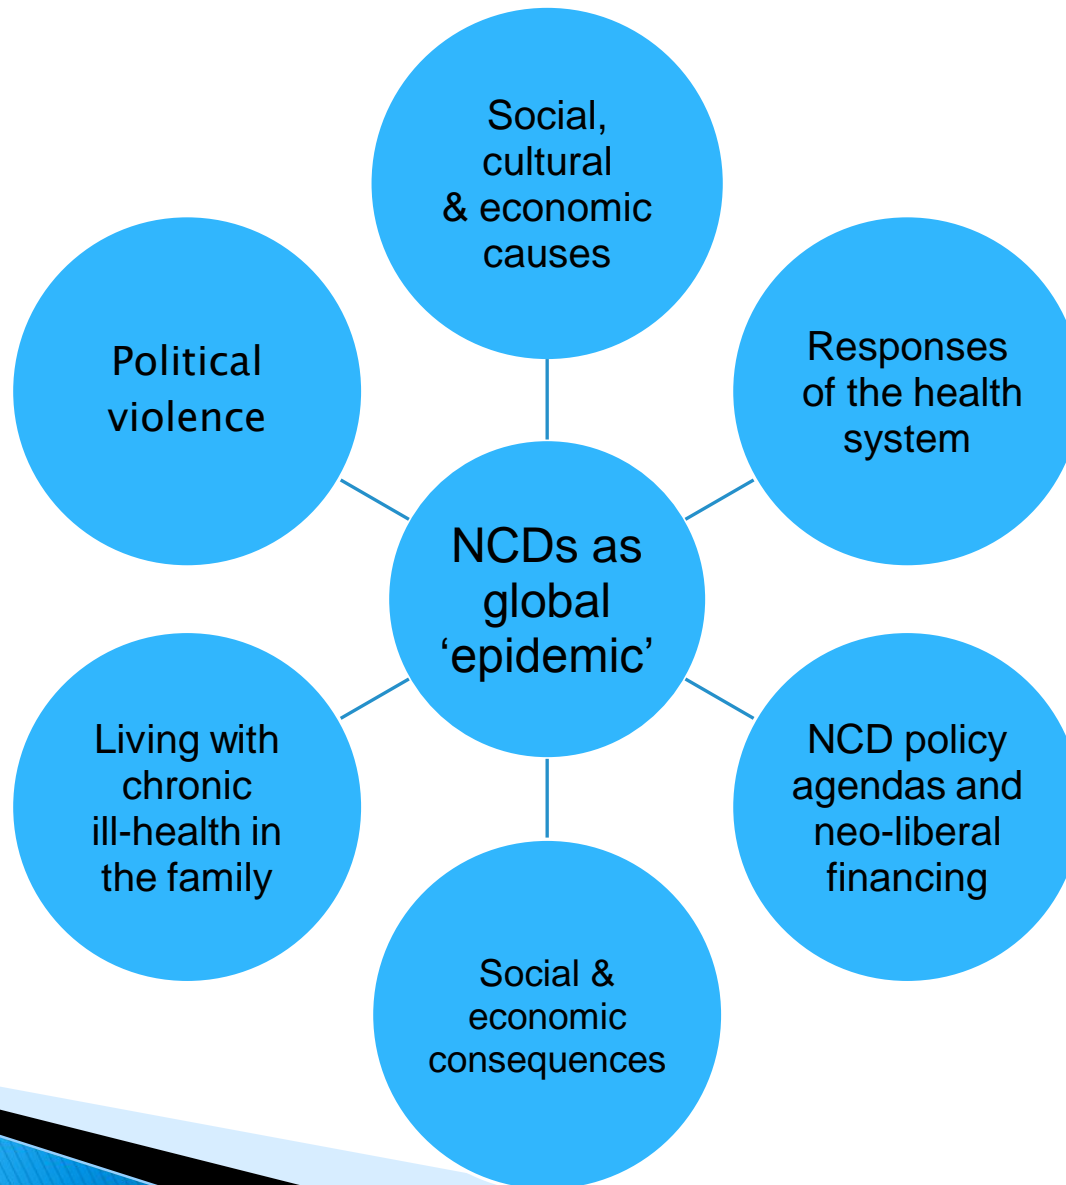 Social,
cultural
& economic
causes
Responses
of the health
system
NCD policy
agendas and
neo-liberal
financing
Social &
economic
consequences
Living with
chronic
ill-health in
the family
Political
violence
NCDs as
global
‘epidemic’